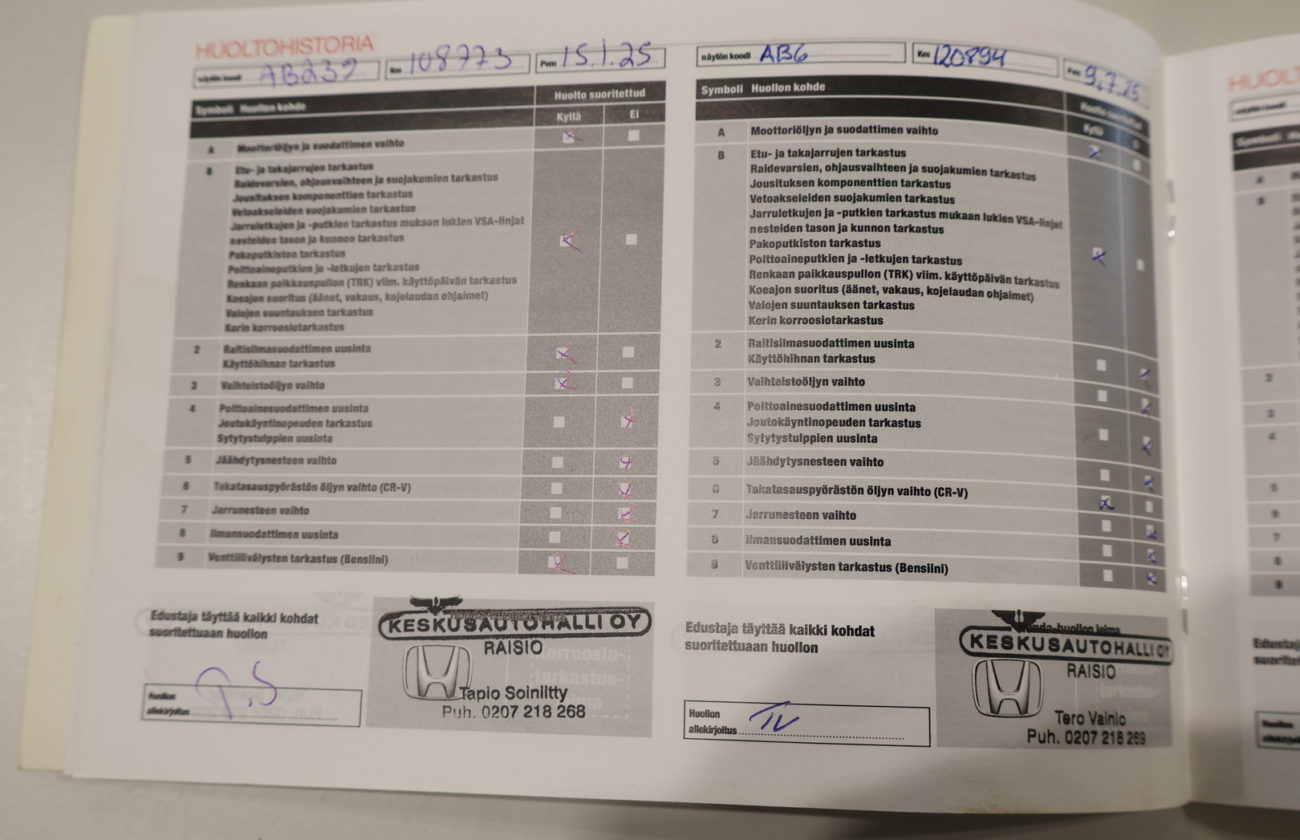 HUOLTOHISTORIA
näytön koodi AB239 Km 108773 Pvm 15.1.25
Symboli Huollon kohde Huolto suoritettud
Kyllä Ei
A Moottoriöljyn ja suodattimen vaihto
B Etu- ja takajarrujen tarkastus
Raidevarsien, ohjausvaihteen ja suojakumien tarkastus
Jousituksen komponenttien tarkastus
Vetoakseleiden suojakumien tarkastus
Jarruletkujen ja -putkien tarkastus mukaan lukien VSA-linjat
nesteiden tason ja kunnon tarkastus
Pakoputkiston tarkastus
Polttoaineputkien ja -letkujen tarkastus
Renkaan paikkauspullon (TRK) viim. käyttöpäivän tarkastus
Koeajon suoritus (äänet, vakaus, kojelaudan ohjaimet)
Valojen suuntauksen tarkastus
Korin korroosiotarkastus
2 Raitisilmasuodattimen uusinta
Käyttöhihnan tarkastus
3 Vaihteistoöljyn vaihto
4 Polttoainesuodattimen uusinta
Joutokäyntinopeuden tarkastus
Sytytystulppien uusinta
5 Jäähdytysnesteen vaihto
6 Takatasauspyörästön öljyn vaihto (CR-V)
7 Jarrunesteen vaihto
8 Ilmansuodattimen uusinta
9 Venttiilivälysten tarkastus (Bensiini)
Edustaja täyttää kaikki kohdat
suoritettuaan huollon
KESKUSAUTOHALLI OY
RAISIO
Tapio Soiniltty
Puh. 0207 218 268
Huollon
allekirjoitus T.S
näytön koodi AB6 Km 120894 Pvm 9.7.25
Symboli Huollon kohde
Kyllä
A Moottoriöljyn ja suodattimen vaihto
B Etu- ja takajarrujen tarkastus
Raidevarsien, ohjausvaihteen ja suojakumien tarkastus
Jousituksen komponenttien tarkastus
Vetoakseleiden suojakumien tarkastus
Jarruletkujen ja -putkien tarkastus mukaan lukien VSA-linjat
nesteiden tason ja kunnon tarkastus
Pakoputkiston tarkastus
Polttoaineputkien ja -letkujen tarkastus
Renkaan paikkauspullon (TRK) viim. käyttöpäivän tarkastus
Koeajon suoritus (äänet, vakaus, kojelaudan ohjaimet)
Valojen suuntauksen tarkastus
Korin korroosiotarkastus
2 Raitisilmasuodattimen uusinta
Käyttöhihnan tarkastus
3 Vaihteistoöljyn vaihto
4 Polttoainesuodattimen uusinta
Joutokäyntinopeuden tarkastus
Sytytystulppien uusinta
5 Jäähdytysnesteen vaihto
6 Takatasauspyörästön öljyn vaihto (CR-V)
7 Jarrunesteen vaihto
8 Ilmansuodattimen uusinta
9 Venttiilivälysten tarkastus (Bensiini)
Edustaja täyttää kaikki kohdat
suoritettuaan huollon
Honda-huollon leima
KESKUSAUTOHALLI OY
RAISIO
Tero Vainio
Puh. 0207 218 269
Huollon
allekirjoitus TV